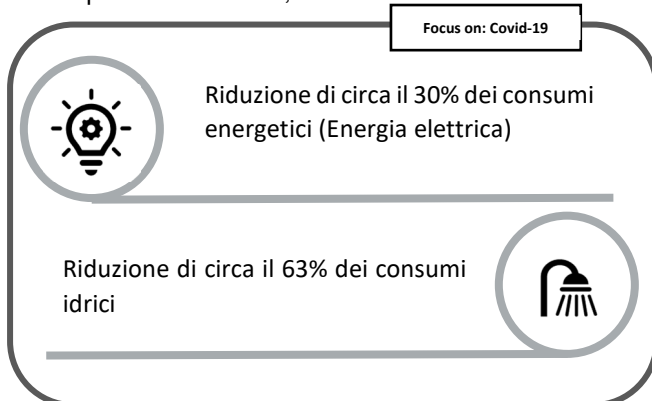 Focus on: Covid-19
Riduzione di circa il 30% dei consumi
energetici (Energia elettrica)
Riduzione di circa il 63% dei consumi
idrici